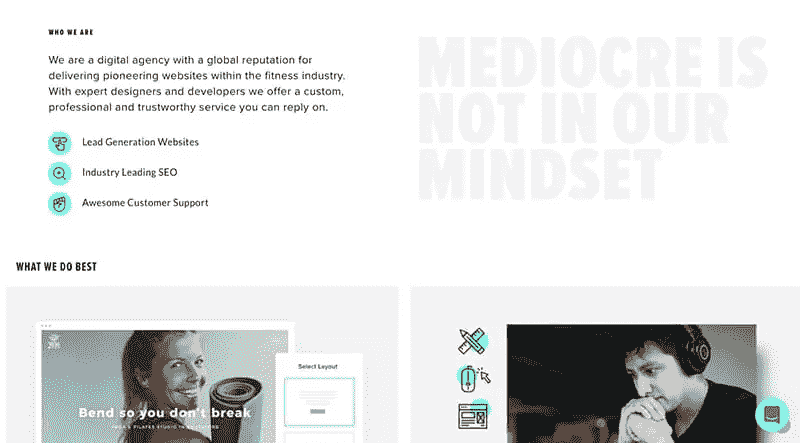 WHO WE ARE
We are a digital agency with a global reputation for
delivering pioneering websites within the fitness industry.
With expert designers and developers we offer a custom,
professional and trustworthy service you can reply on.
Lead Generation Websites
Industry Leading SEO
Awesome Customer Support
MEDIOCRE IS
NOT IN OUR
MINDSET
WHAT WE DO BEST
Select Layout
Bend so you don't break